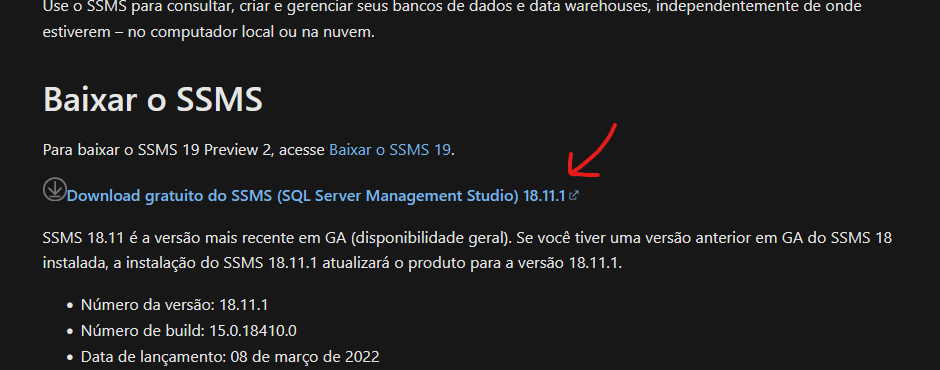 Use o SSMS para consultar, criar e gerenciar seus bancos de dados e data warehouses, independentemente de onde
estiverem – no computador local ou na nuvem.
Baixar o SSMS
Para baixar o SSMS 19 Preview 2, acesse Baixar o SSMS 19.
Download gratuito do SSMS (SQL Server Management Studio) 18.11.1
SSMS 18.11 é a versão mais recente em GA (disponibilidade geral). Se você tiver uma versão anterior em GA do SSMS 18
instalada, a instalação do SSMS 18.11.1 atualizará o produto para a versão 18.11.1.
• Número da versão: 18.11.1
• Número de build: 15.0.18410.0
• Data de lançamento: 08 de março de 2022